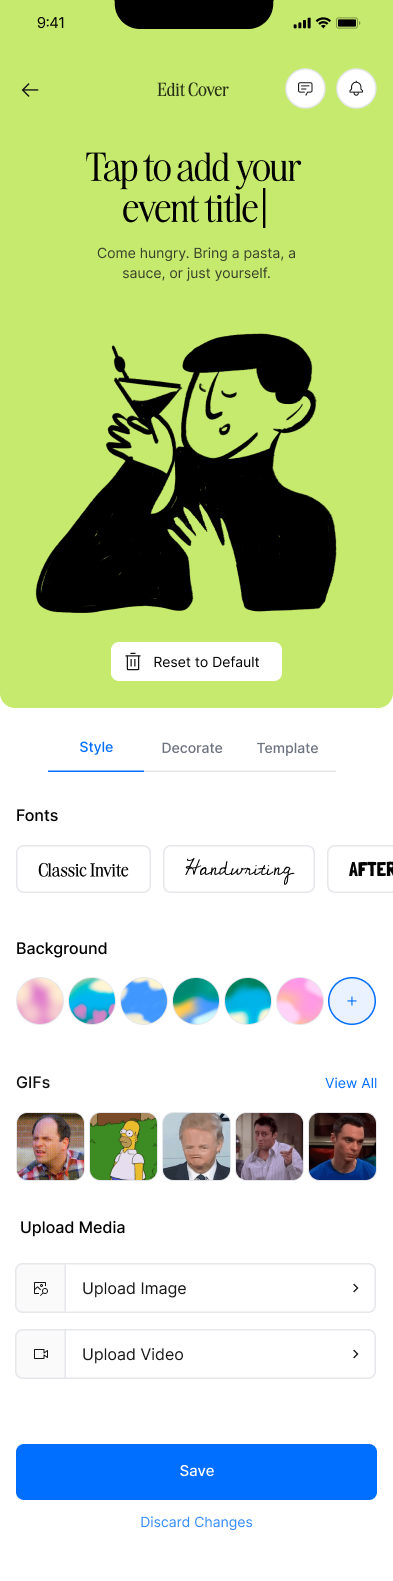 9:41
Edit Cover
Tap to add your
event title
Come hungry. Bring a pasta, a
sauce, or just yourself.
Reset to Default
Style Decorate Template
Fonts
Classic Invite Handwriting AFTER
Background
+
GIFs View All
Upload Media
Upload Image
Upload Video
Save
Discard Changes